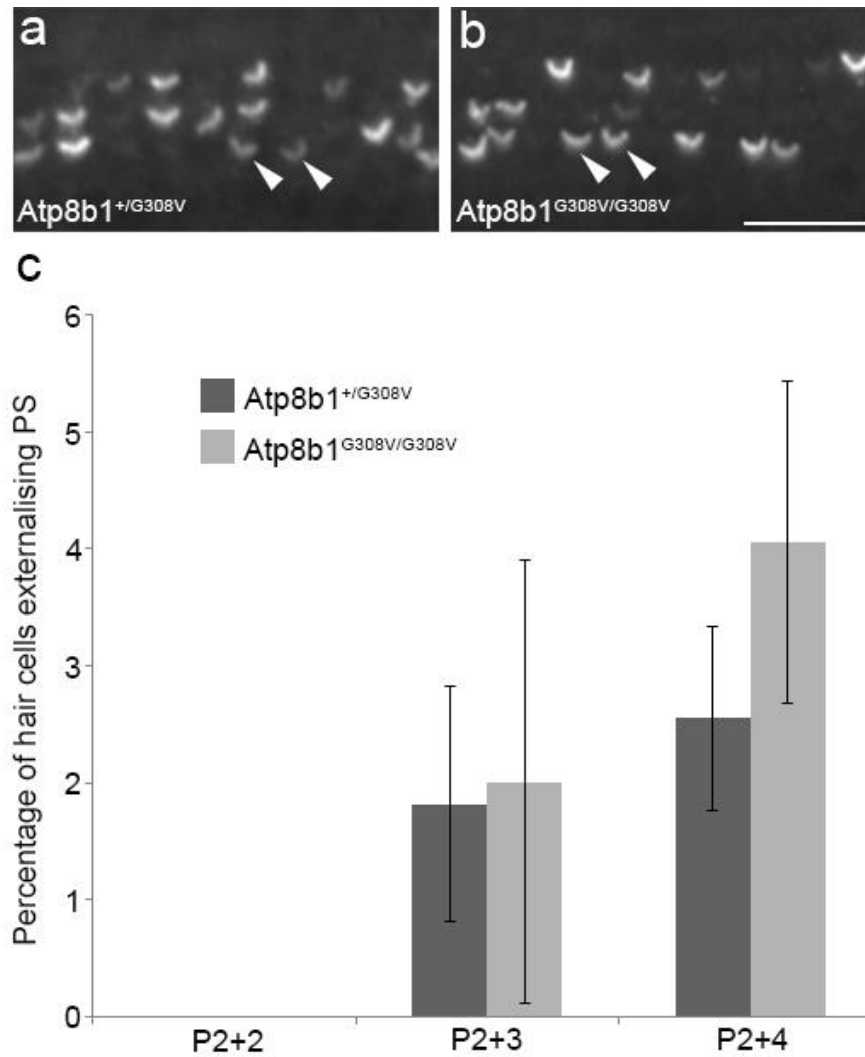 a
b
Atp8b1+/G308V
Atp8b1G308V/G308V
c
Percentage of hair cells externalising PS
6
5
4
3
2
1
0
Atp8b1+/G308V
Atp8b1G308V/G308V
P2+2
P2+3
P2+4